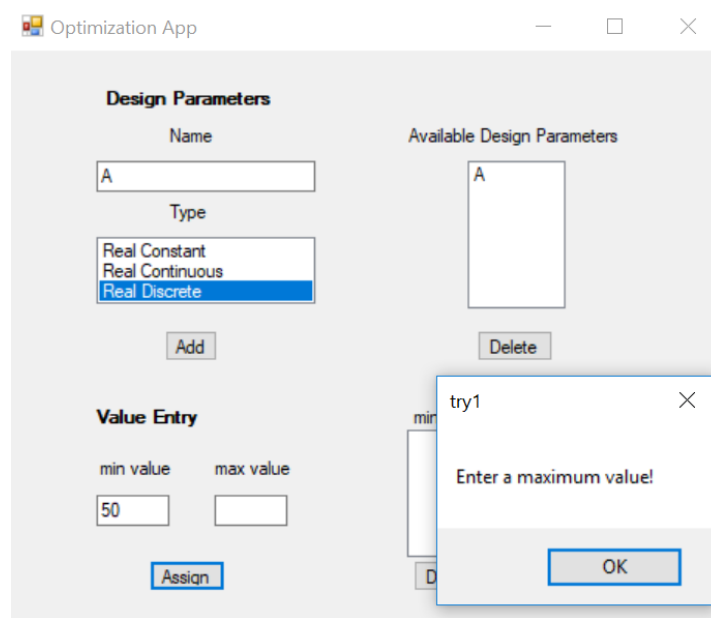 Optimization App
Design Parameters
Name
A
Type
Real Constant
Real Continuous
Real Discrete
Add
Available Design Parameters
A
Delete
Value Entry
min value max value
50
Assign
try1
Enter a maximum value!
OK